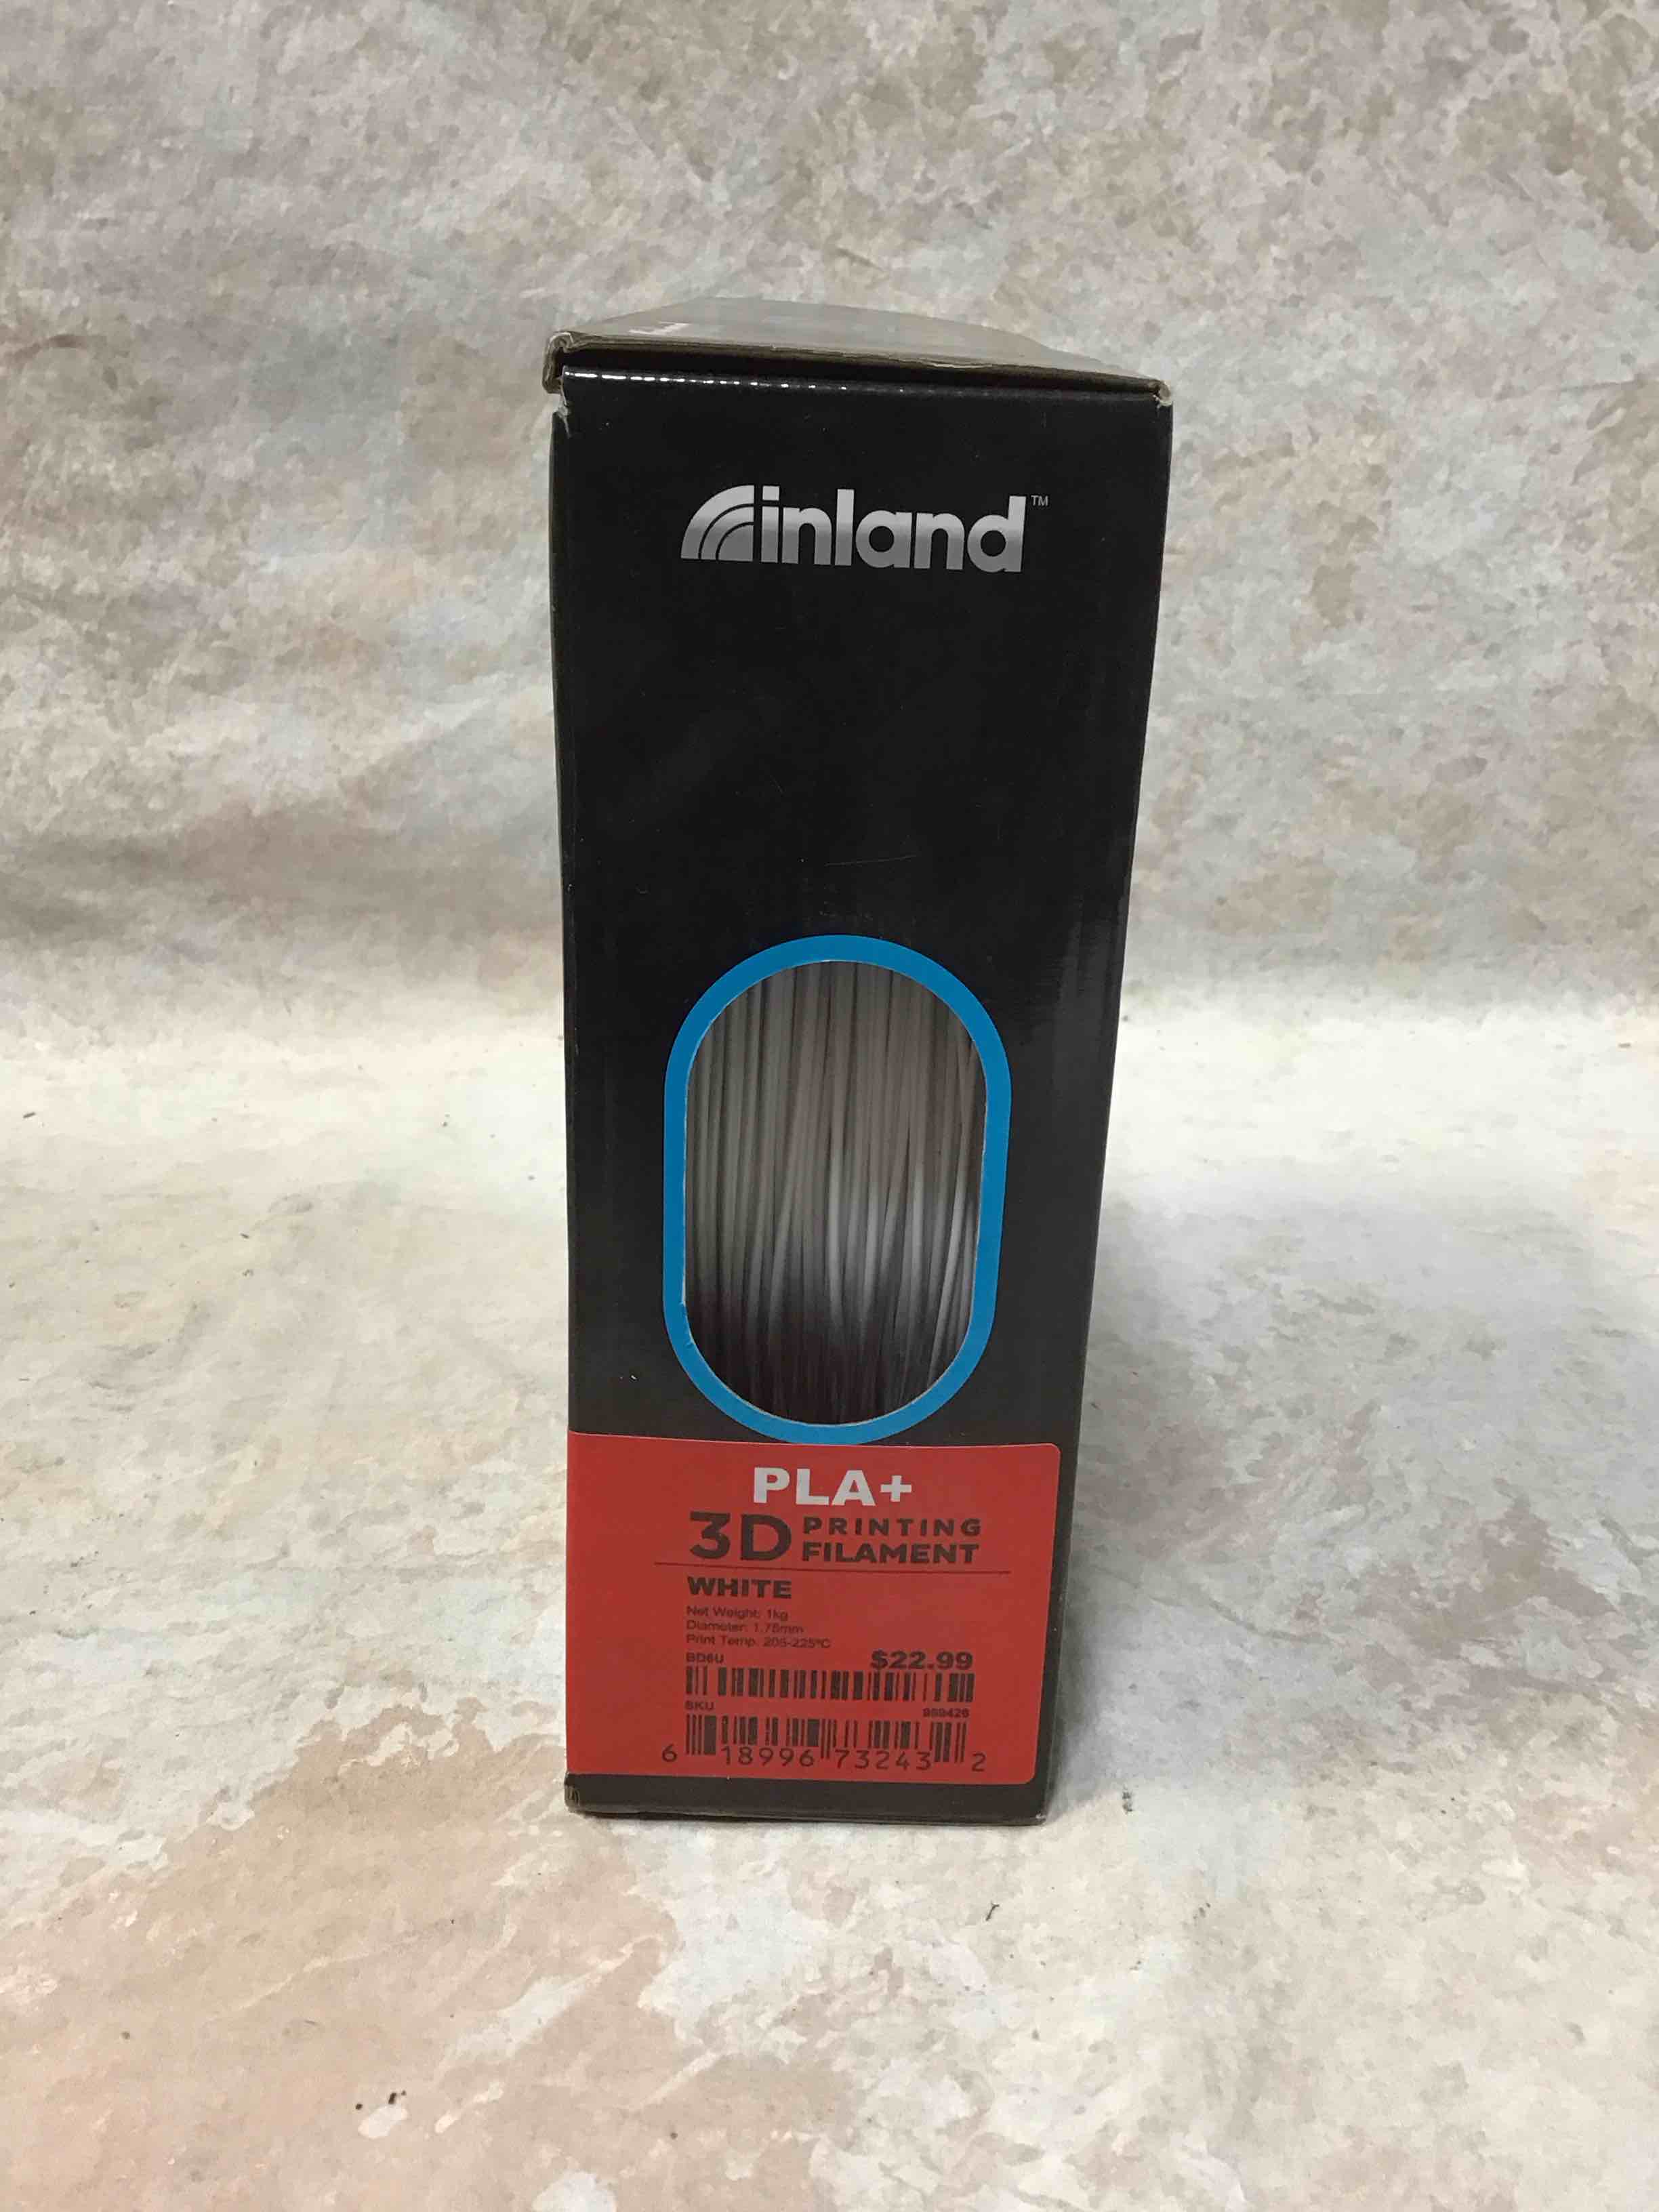 inland™
PLA+
3D PRINTING
FILAMENT
WHITE
Net Weight: 1kg
Diameter: 1.75mm
Print Temp. 205-225°C
BD6U $22.99
SKU
6 18996 73243 2